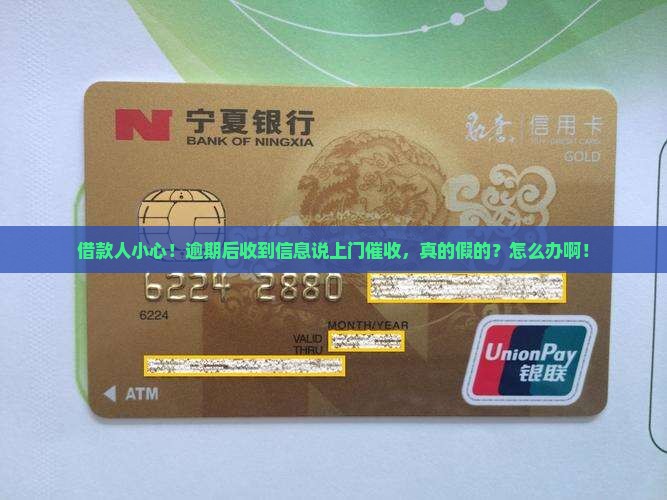 宁夏银行
BANK OF NINGXIA
信用卡
GOLD
借款人小心！逾期后收到信息说上门催收，真的假的？怎么办啊！
6224 2880
6224
MONTH/YEAR
VALID
THRU
UnionPay
银联
ATM